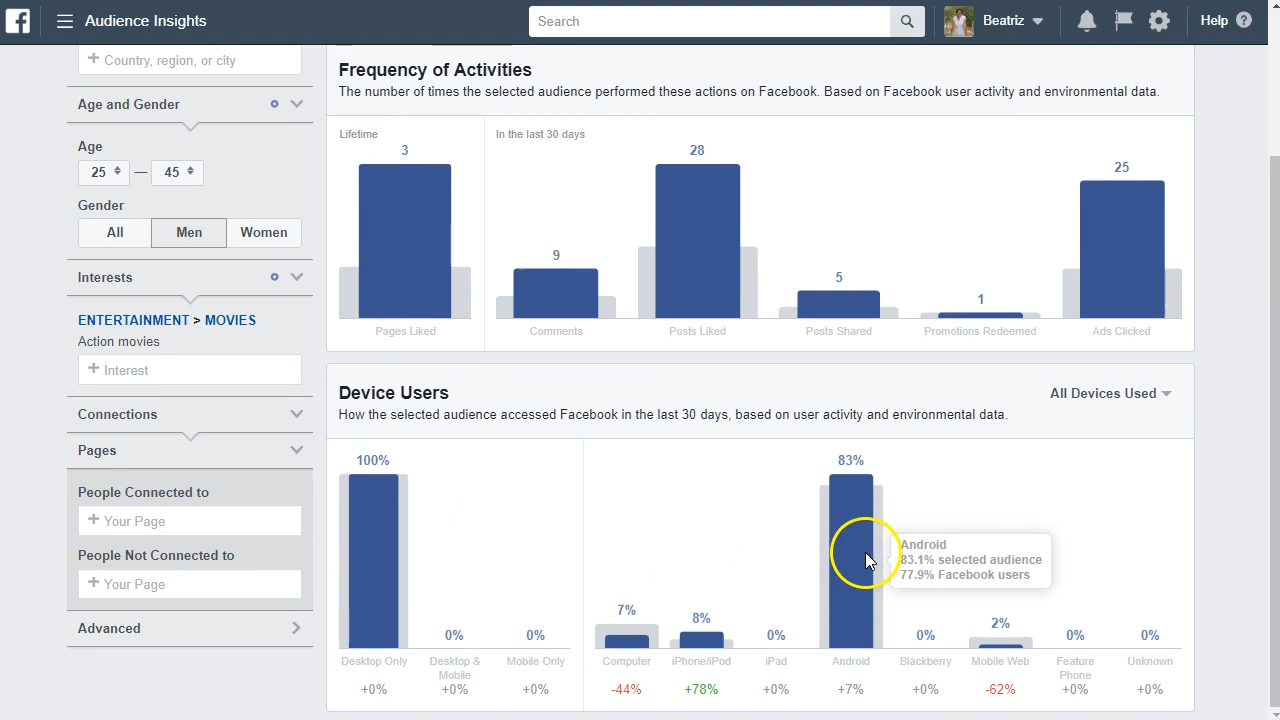 Audience Insights
Search
Beatriz
Help
Country, region, or city
Age and Gender
Age
25 — 45
Gender
All Men Women
Interests
ENTERTAINMENT > MOVIES
Action movies
Interest
Connections
Pages
People Connected to
Your Page
People Not Connected to
Your Page
Advanced
Frequency of Activities
The number of times the selected audience performed these actions on Facebook. Based on Facebook user activity and environmental data.
Lifetime
In the last 30 days
3 9 28 5 1 25
Pages Liked Comments Posts Liked Posts Shared Promotions Redeemed Ads Clicked
Device Users
All Devices Used
How the selected audience accessed Facebook in the last 30 days, based on user activity and environmental data.
100% 0% 0% 7% 8% 0% 83% 0% 2% 0% 0%
Android
83.1% selected audience
77.9% Facebook users
Desktop Only Desktop & Mobile Mobile Only Computer iPhone/iPod iPad Android Blackberry Mobile Web Feature Phone Unknown
+0% +0% +0% -44% +78% +0% +7% +0% -62% +0% +0%